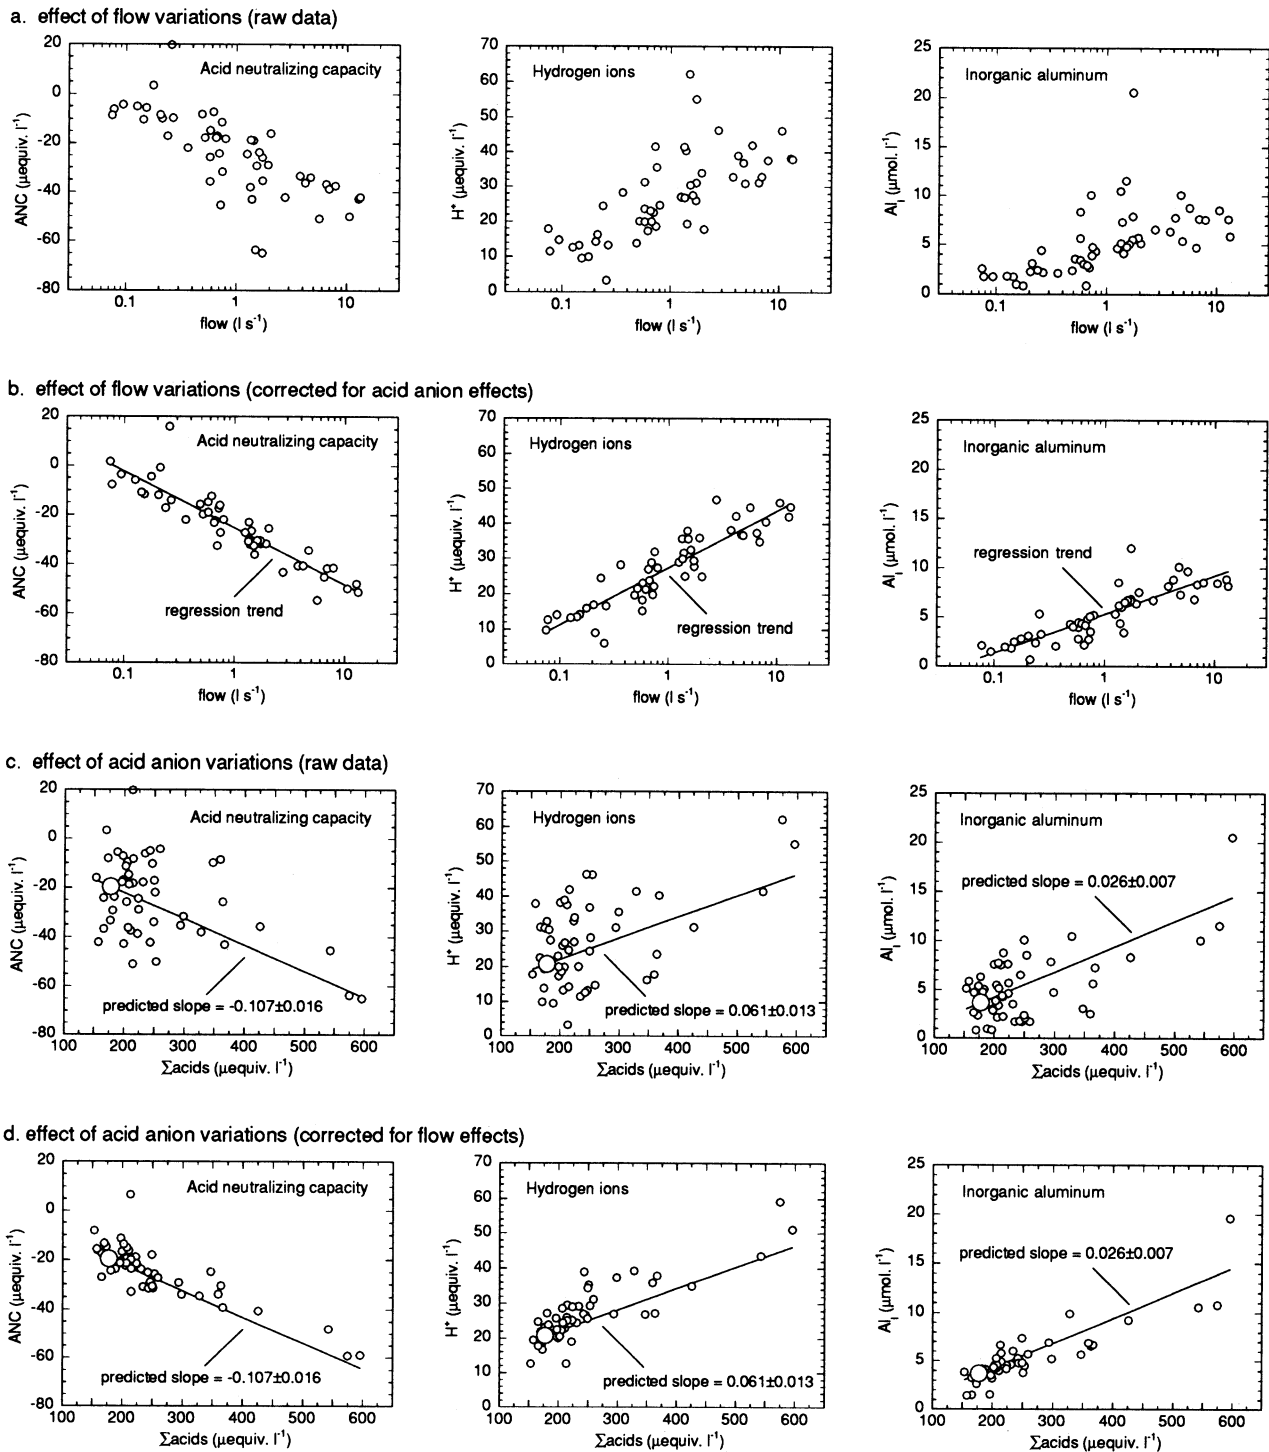 a. effect of flow variations (raw data)
20
0
-20
-40
-60
-80
ANC (µequiv. l⁻¹)
Acid neutralizing capacity
0.1
1
10
flow (l s⁻¹)
70
60
50
40
30
20
10
0
H⁺ (µequiv. l⁻¹)
Hydrogen ions
0.1
1
10
flow (l s⁻¹)
25
20
15
10
5
0
Alᵢ (µmol. l⁻¹)
Inorganic aluminum
0.1
1
10
flow (l s⁻¹)
b. effect of flow variations (corrected for acid anion effects)
20
0
-20
-40
-60
-80
ANC (µequiv. l⁻¹)
Acid neutralizing capacity
regression trend
0.1
1
10
flow (l s⁻¹)
70
60
50
40
30
20
10
0
H⁺ (µequiv. l⁻¹)
Hydrogen ions
regression trend
0.1
1
10
flow (l s⁻¹)
25
20
15
10
5
0
Alᵢ (µmol. l⁻¹)
Inorganic aluminum
regression trend
0.1
1
10
flow (l s⁻¹)
c. effect of acid anion variations (raw data)
20
0
-20
-40
-60
-80
ANC (µequiv. l⁻¹)
Acid neutralizing capacity
predicted slope = -0.107±0.016
100 200 300 400 500 600
∑acids (µequiv. l⁻¹)
70
60
50
40
30
20
10
0
H⁺ (µequiv. l⁻¹)
Hydrogen ions
predicted slope = 0.061±0.013
100 200 300 400 500 600
∑acids (µequiv. l⁻¹)
25
20
15
10
5
0
Alᵢ (µmol. l⁻¹)
Inorganic aluminum
predicted slope = 0.026±0.007
100 200 300 400 500 600
∑acids (µequiv. l⁻¹)
d. effect of acid anion variations (corrected for flow effects)
20
0
-20
-40
-60
-80
ANC (µequiv. l⁻¹)
Acid neutralizing capacity
predicted slope = -0.107±0.016
100 200 300 400 500 600
∑acids (µequiv. l⁻¹)
70
60
50
40
30
20
10
0
H⁺ (µequiv. l⁻¹)
Hydrogen ions
predicted slope = 0.061±0.013
100 200 300 400 500 600
∑acids (µequiv. l⁻¹)
25
20
15
10
5
0
Alᵢ (µmol. l⁻¹)
Inorganic aluminum
predicted slope = 0.026±0.007
100 200 300 400 500 600
∑acids (µequiv. l⁻¹)